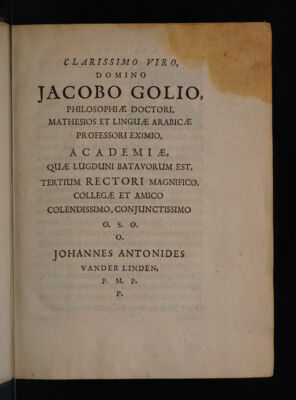 CLARISSIMO VIRO,
DOMINO
JACOBO GOLIO,
PHILOSOPHIÆ DOCTORI,
MATHESIOS ET LINGUÆ ARABICÆ
PROFESSORI EXIMIO,
ACADEMIÆ,
QUÆ LUGDUNI BATAVORUM EST,
TERTIUM RECTORI MAGNIFICO,
COLLEGÆ ET AMICO
COLENDISSIMO, CONJUNCTISSIMO
O. S. O.
O.
JOHANNES ANTONIDES
VANDER LINDEN,
P. M. P.
P.